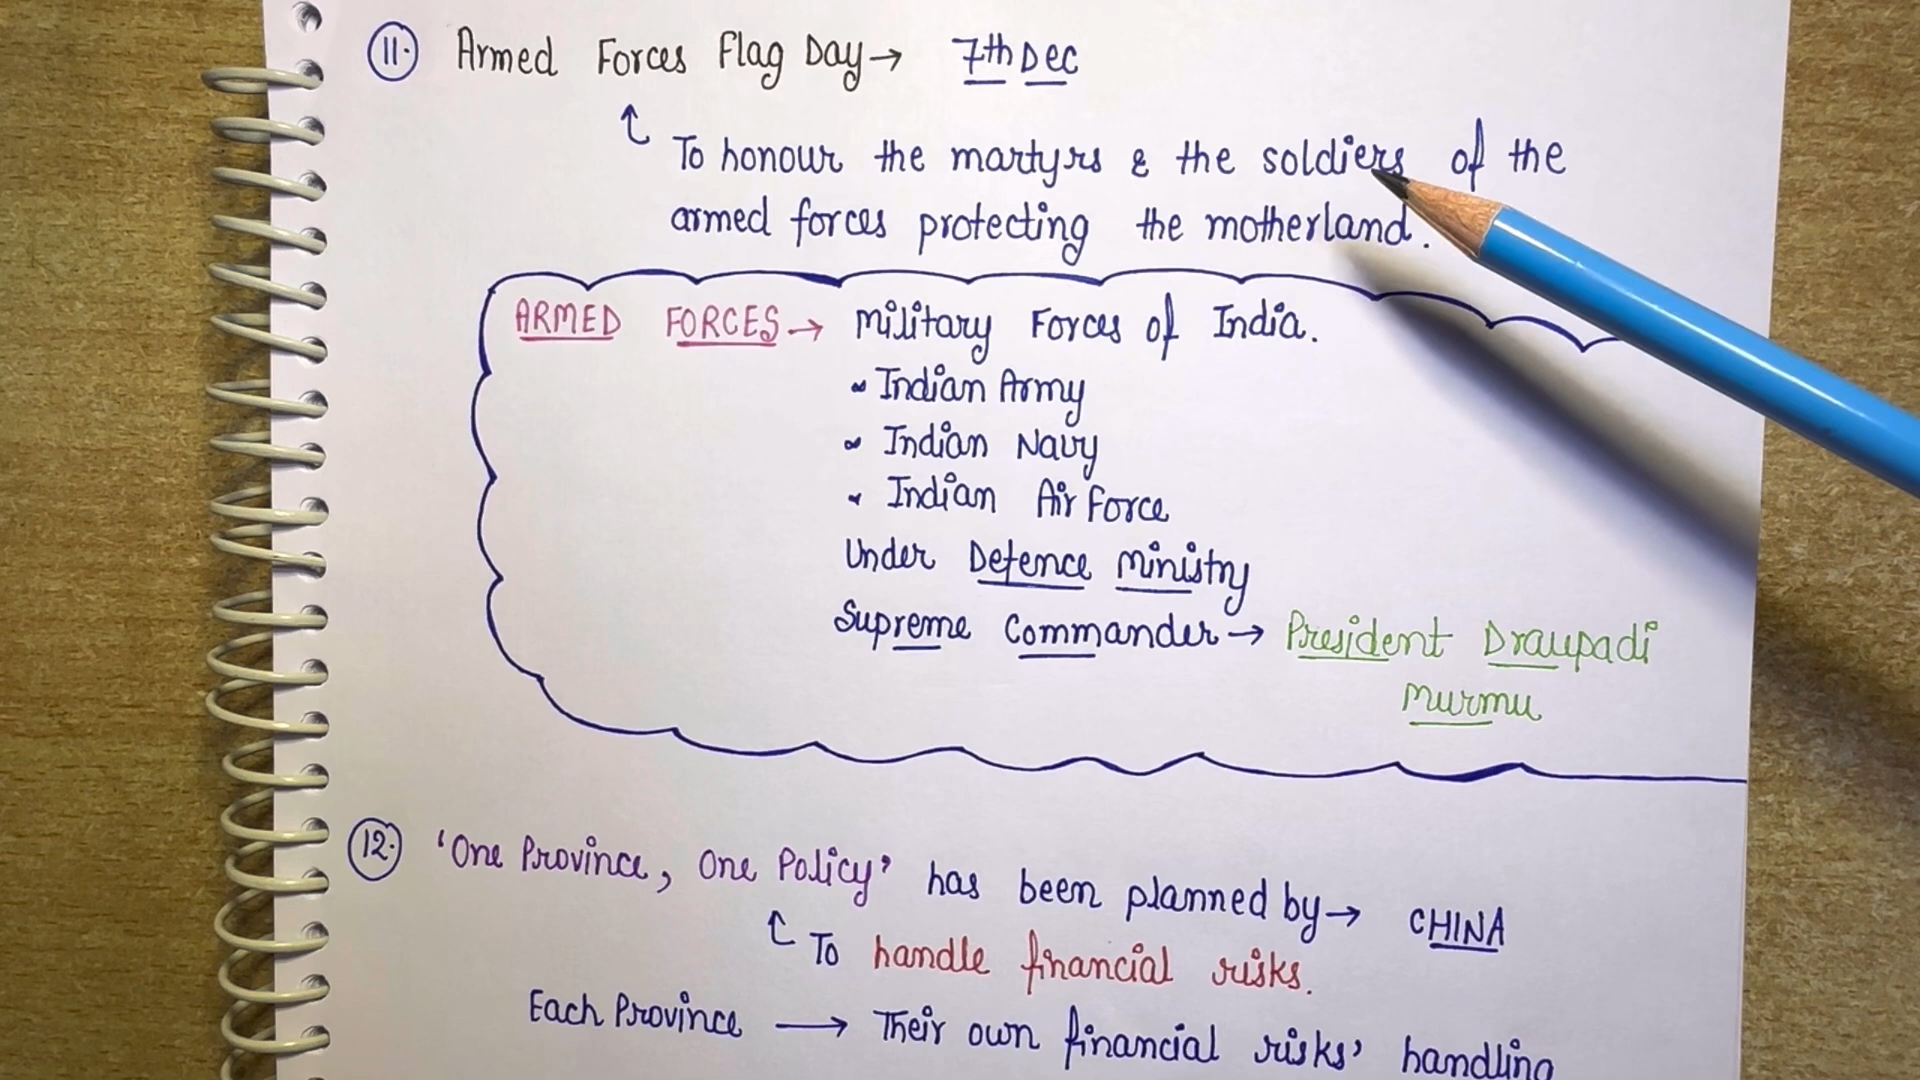 11. Armed Forces Flag Day → 7th Dec
To honour the martyrs & the soldiers of the
armed forces protecting the motherland.
ARMED FORCES → Military Forces of India.
Indian Army
Indian Navy
Indian Air Force
Under Defence Ministry
Supreme Commander → President Draupadi
Murmu
12. 'One Province, One Policy' has been planned by → CHINA
To handle financial risks.
Each Province → Their own financial risks' handling